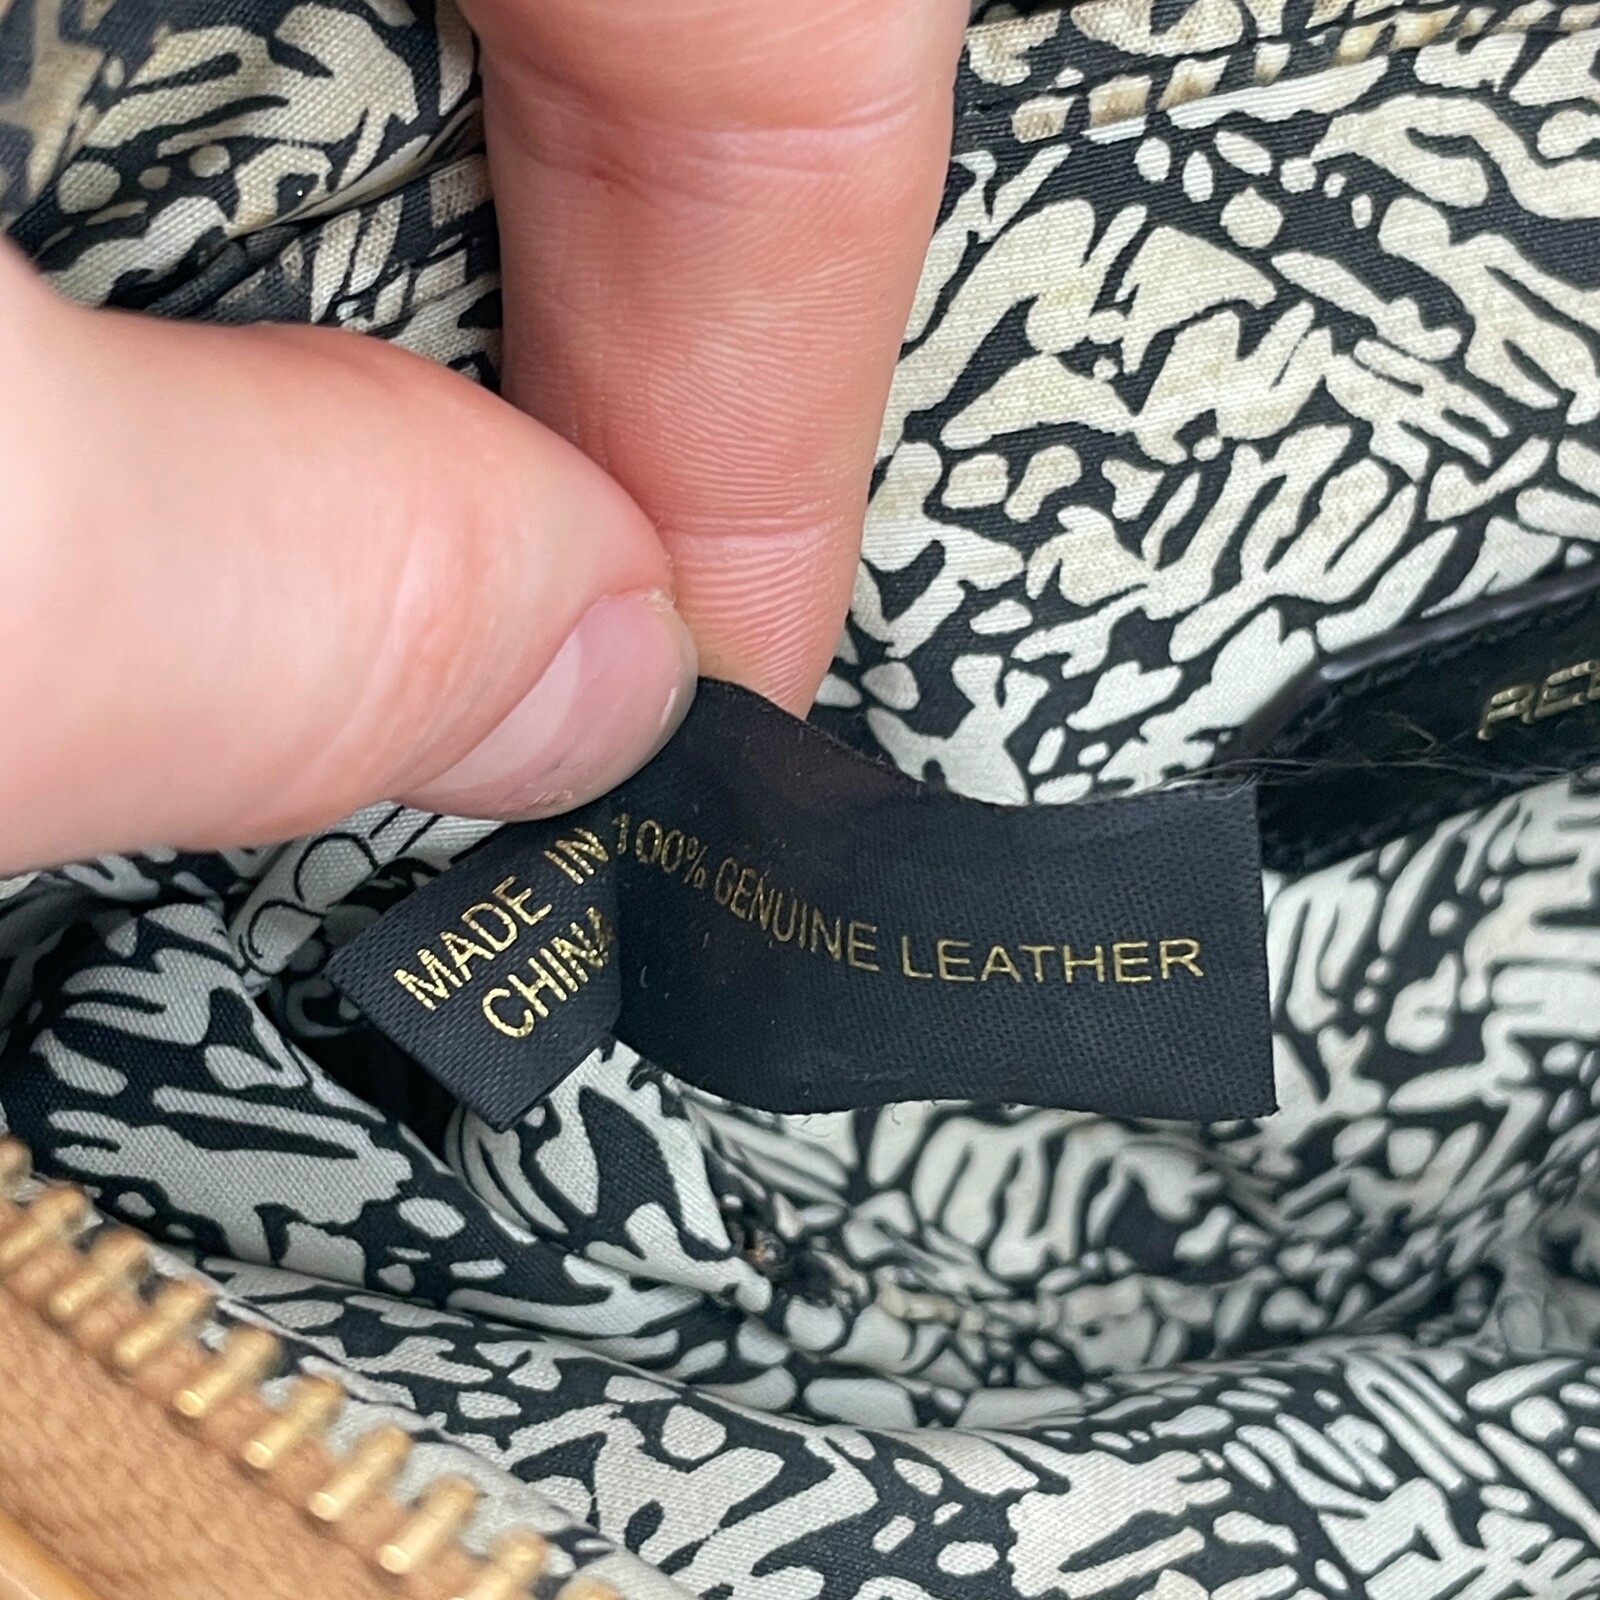 MADE IN
CHINA
100% GENUINE LEATHER